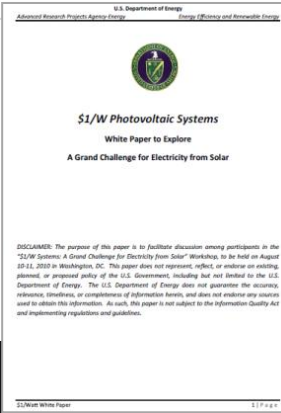 U.S. Department of Energy
Advanced Research Projects Agency-Energy Energy Efficiency and Renewable Energy
$1/W Photovoltaic Systems
White Paper to Explore
A Grand Challenge for Electricity from Solar
DISCLAIMER: The purpose of this paper is to facilitate discussion among participants in the
"$1/W Systems: A Grand Challenge for Electricity from Solar" Workshop, to be held on August
10-11, 2010 in Washington, DC. This paper does not represent, reflect, or endorse an existing,
planned, or proposed policy of the U.S. Government, including but not limited to the U.S.
Department of Energy. The U.S. Department of Energy does not guarantee the accuracy,
relevance, timeliness, or completeness of information herein, and does not endorse any sources
used to obtain this information. As such, this paper is not subject to the Information Quality Act
and implementing regulations and guidelines.
$1/Watt White Paper 1 | Page